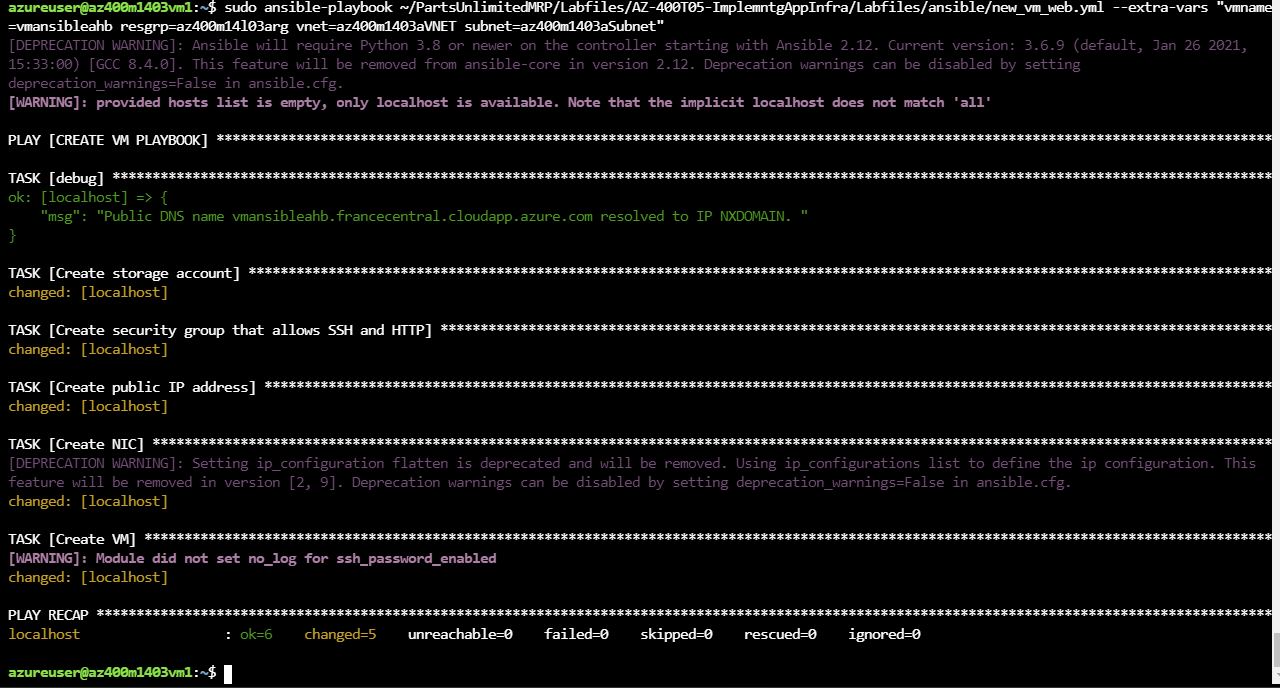 azureuser@az400m1403vm1:~$ sudo ansible-playbook ~/PartsUnlimitedMRP/Labfiles/AZ-400T05-ImplemntgAppInfra/Labfiles/ansible/new_vm_web.yml --extra-vars "vmname
=vmansibleahb resgrp=az400m14l03arg vnet=az400m1403aVNET subnet=az400m1403aSubnet"
[DEPRECATION WARNING]: Ansible will require Python 3.8 or newer on the controller starting with Ansible 2.12. Current version: 3.6.9 (default, Jan 26 2021,
15:33:00) [GCC 8.4.0]. This feature will be removed from ansible-core in version 2.12. Deprecation warnings can be disabled by setting
deprecation_warnings=False in ansible.cfg.
[WARNING]: provided hosts list is empty, only localhost is available. Note that the implicit localhost does not match 'all'
PLAY [CREATE VM PLAYBOOK] ************************************************************************************************************************************
TASK [debug] *************************************************************************************************************************************************
ok: [localhost] => {
    "msg": "Public DNS name vmansibleahb.francecentral.cloudapp.azure.com resolved to IP NXDOMAIN. "
}
TASK [Create storage account] ********************************************************************************************************************************
changed: [localhost]
TASK [Create security group that allows SSH and HTTP] ********************************************************************************************************
changed: [localhost]
TASK [Create public IP address] ******************************************************************************************************************************
changed: [localhost]
TASK [Create NIC] ********************************************************************************************************************************************
[DEPRECATION WARNING]: Setting ip_configuration flatten is deprecated and will be removed. Using ip_configurations list to define the ip configuration. This
feature will be removed in version [2, 9]. Deprecation warnings can be disabled by setting deprecation_warnings=False in ansible.cfg.
changed: [localhost]
TASK [Create VM] *********************************************************************************************************************************************
[WARNING]: Module did not set no_log for ssh_password_enabled
changed: [localhost]
PLAY RECAP ***************************************************************************************************************************************************
localhost                  : ok=6    changed=5    unreachable=0    failed=0    skipped=0    rescued=0    ignored=0
azureuser@az400m1403vm1:~$